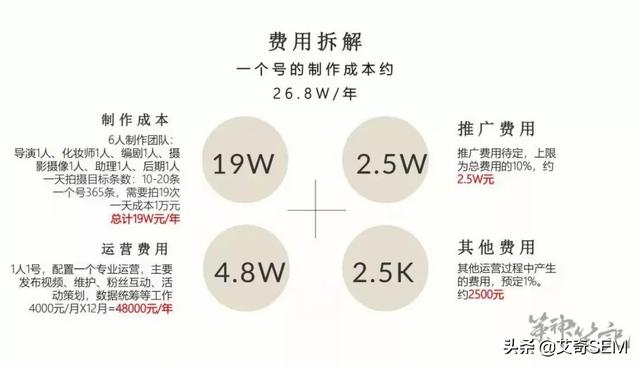 费用拆解
一个号的制作成本约
26.8W/年
制作成本
6人制作团队:
导演1人、化妆师1人、编剧1人、摄
影摄像1人、助理1人、后期1人
一天拍摄目标条数: 10-20条
一个号365条，需要拍19次
一天成本1万元
总计19W元/年
19W
2.5W
推广费用
推广费用待定，上限
为总费用的10%，约
2.5W元
运营费用
1人1号，配置一个专业运营，主要
发布视频、维护、粉丝互动、活
动策划，数据统筹等工作
4000元/月X12月=48000元/年
4.8W
2.5K
其他费用
其他运营过程中产生
的费用，预定1%。
约2500元
笨神笔记
头条@艾奇SEM